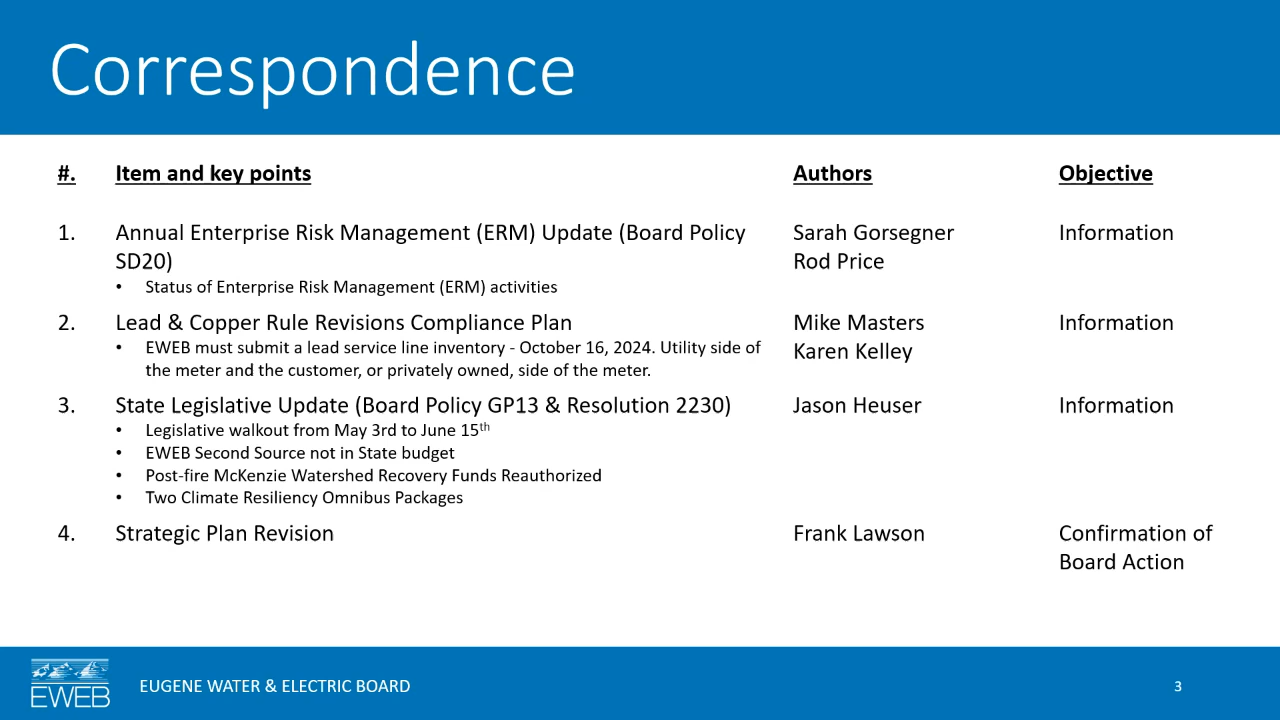 Correspondence
#. Item and key points Authors Objective
1. Annual Enterprise Risk Management (ERM) Update (Board Policy Sarah Gorsegner Information
SD20) Rod Price
• Status of Enterprise Risk Management (ERM) activities
2. Lead & Copper Rule Revisions Compliance Plan Mike Masters Information
• EWEB must submit a lead service line inventory - October 16, 2024. Utility side of Karen Kelley
the meter and the customer, or privately owned, side of the meter.
3. State Legislative Update (Board Policy GP13 & Resolution 2230) Jason Heuser Information
• Legislative walkout from May 3rd to June 15th
• EWEB Second Source not in State budget
• Post-fire McKenzie Watershed Recovery Funds Reauthorized
• Two Climate Resiliency Omnibus Packages
4. Strategic Plan Revision Frank Lawson Confirmation of
Board Action
EWEB EUGENE WATER & ELECTRIC BOARD 3